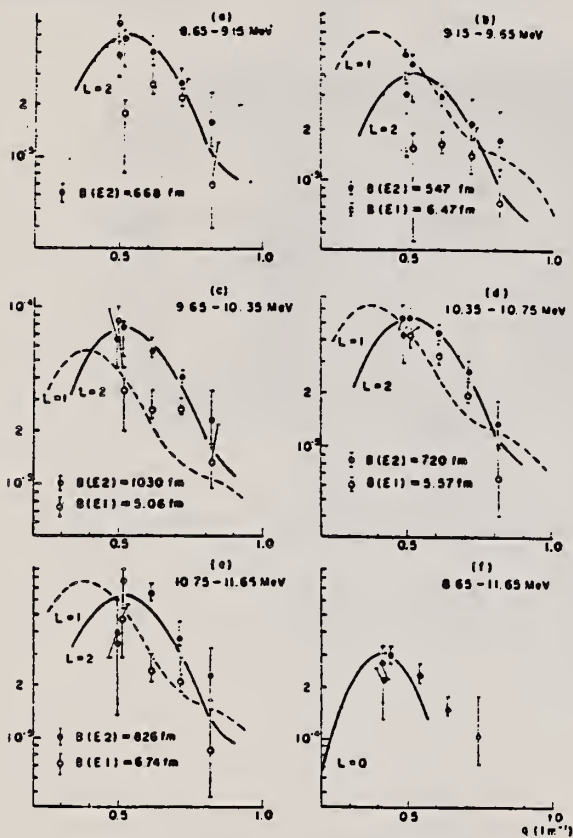 (a)
8.65 - 9.15 MeV
L = 2
2
10⁻⁵
B(E2) = 668 fm
0.5
1.0
(b)
9.15 - 9.65 MeV
L = 1
L = 2
2
10⁻⁵
B(E2) = 547 fm
B(E1) = 6.47 fm
0.5
1.0
(c)
9.65 - 10.35 MeV
10⁻⁴
L=1
L = 2
2
10⁻⁵
B(E2) = 1030 fm
B(E1) = 5.06 fm
0.5
1.0
(d)
10.35 - 10.75 MeV
L=1
L = 2
2
10⁻⁵
B(E2) = 720 fm
B(E1) = 5.57 fm
0.5
1.0
(e)
10.75 - 11.65 MeV
L=1
L = 2
2
10⁻⁵
B(E2) = 826 fm
B(E1) = 6.74 fm
0.5
1.0
(f)
8.65 - 11.65 MeV
2
10⁻⁴
L=0
0.5
1.0
q (fm⁻¹)